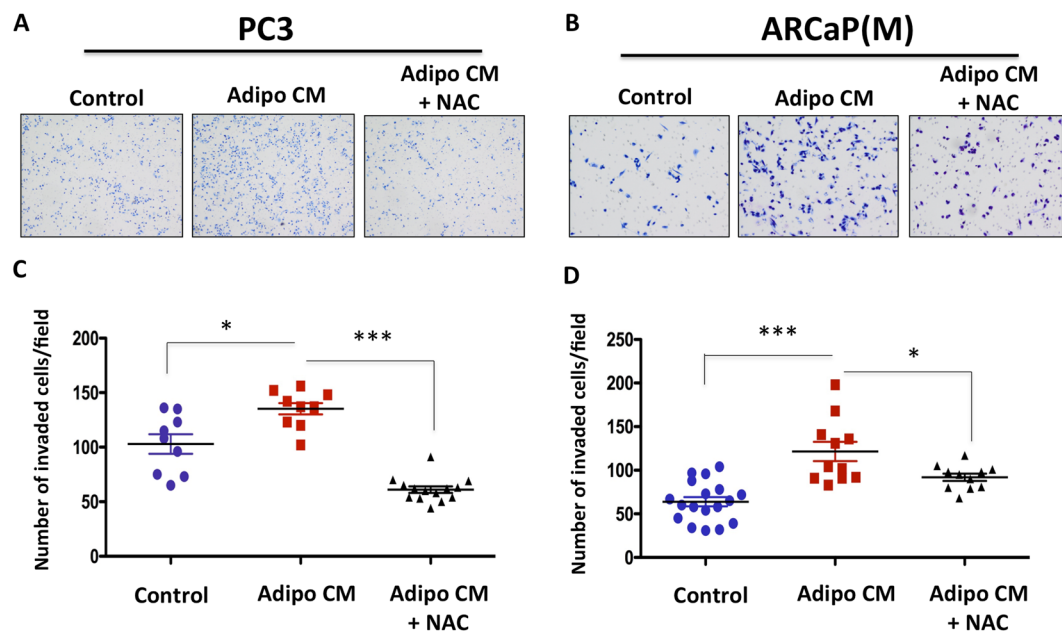 A
PC3
Control
Adipo CM
Adipo CM
+ NAC
B
ARCaP(M)
Control
Adipo CM
Adipo CM
+ NAC
C
Number of invaded cells/field
200
150
100
50
0
*
***
Control
Adipo CM
Adipo CM
+ NAC
D
Number of invaded cells/field
250
200
150
100
50
0
***
*
Control
Adipo CM
Adipo CM
+ NAC